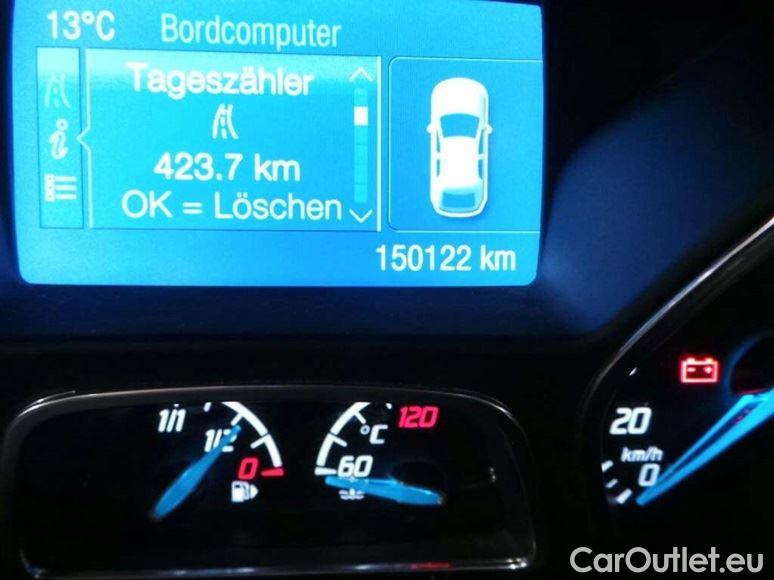 13°C Bordcomputer
Tageszähler
423.7 km
OK = Löschen
150122 km
1/1
1/2
0
°C
120
60
20
km/h
0
CarOutlet.eu